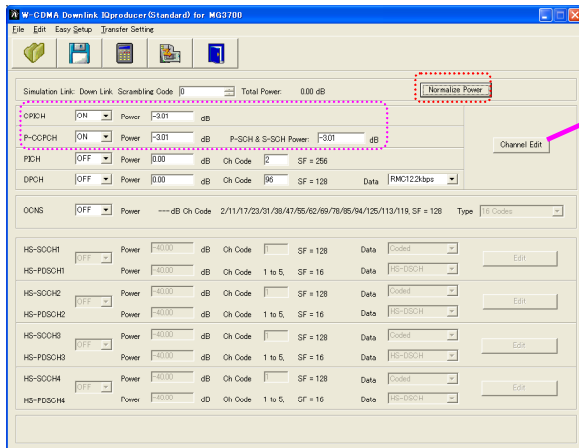 W-CDMA Downlink IQproducer(Standard) for MG3700
File Edit Easy Setup Transfer Setting
Simulation Link: Down Link Scrambling Code 0 Total Power: 0.00 dB Normalize Power
CPICH ON Power -3.01 dB
P-CCPCH ON Power -3.01 dB P-SCH & S-SCH Power: -3.01 dB
Channel Edit
PICH OFF Power 0.00 dB Ch Code 2 SF = 256
DPCH OFF Power 0.00 dB Ch Code 96 SF = 128 Data RMC12.2kbps
OCNS OFF Power ---dB Ch Code 2/11/17/23/31/38/47/55/62/69/78/85/94/125/113/119, SF = 128 Type 16 Codes
HS-SCCH1 OFF Power -40.00 dB Ch Code 1 SF = 128 Data Coded Edit
HS-PDSCH1 Power -40.00 dB Ch Code 1 to 5, SF = 16 Data HS-DSCH
HS-SCCH2 OFF Power -40.00 dB Ch Code 1 SF = 128 Data Coded Edit
HS-PDSCH2 Power -40.00 dB Ch Code 1 to 5, SF = 16 Data HS-DSCH
HS-SCCH3 OFF Power -40.00 dB Ch Code 1 SF = 128 Data Coded Edit
HS-PDSCH3 Power -40.00 dB Ch Code 1 to 5, SF = 16 Data HS-DSCH
HS-SCCH4 OFF Power -40.00 dB Ch Code 1 SF = 128 Data Coded Edit
HS-PDSCH4 Power -40.00 dB Ch Code 1 to 5, SF = 16 Data HS-DSCH